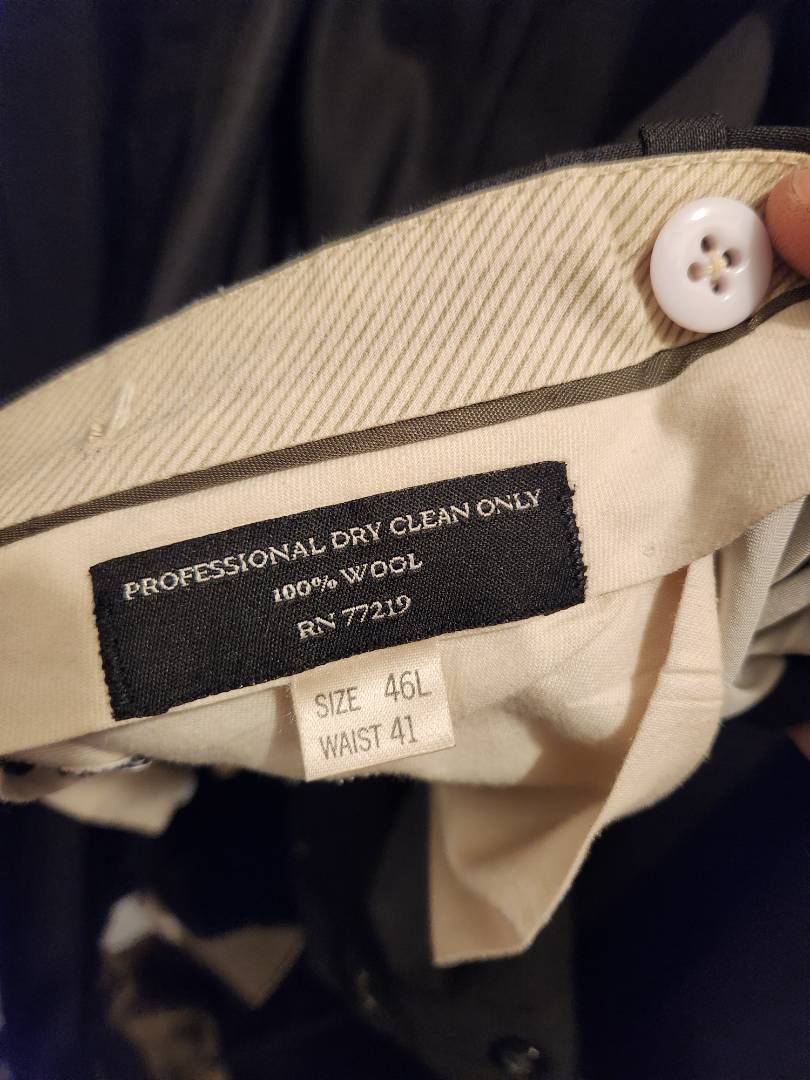 PROFESSIONAL DRY CLEAN ONLY
100% WOOL
RN 77219
SIZE 46L
WAIST 41